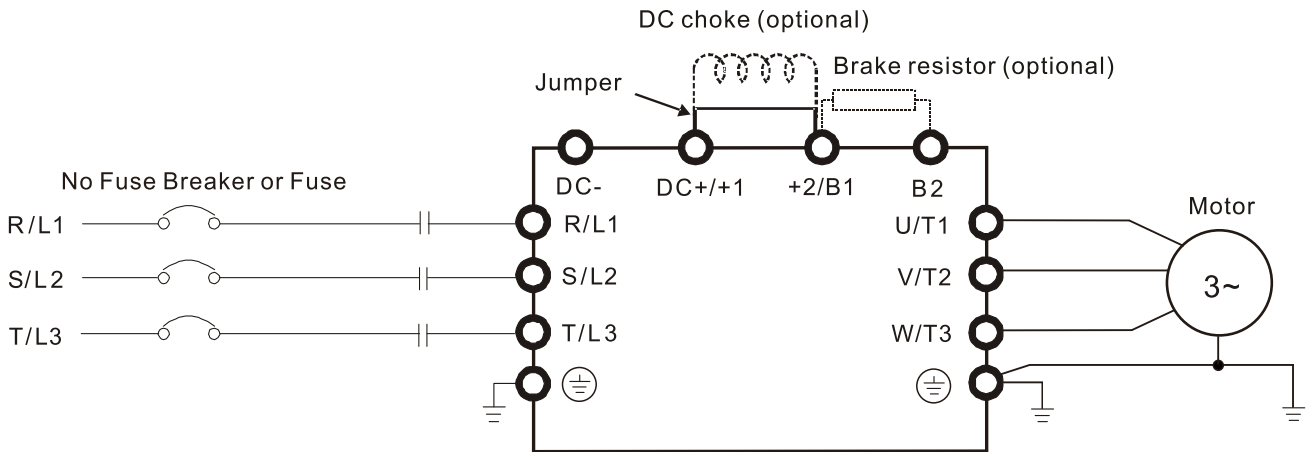 DC choke (optional)
Jumper
Brake resistor (optional)
DC-
DC+/+1
+2/B1
B2
No Fuse Breaker or Fuse
R/L1
R/L1
U/T1
Motor
S/L2
S/L2
V/T2
3~
T/L3
T/L3
W/T3